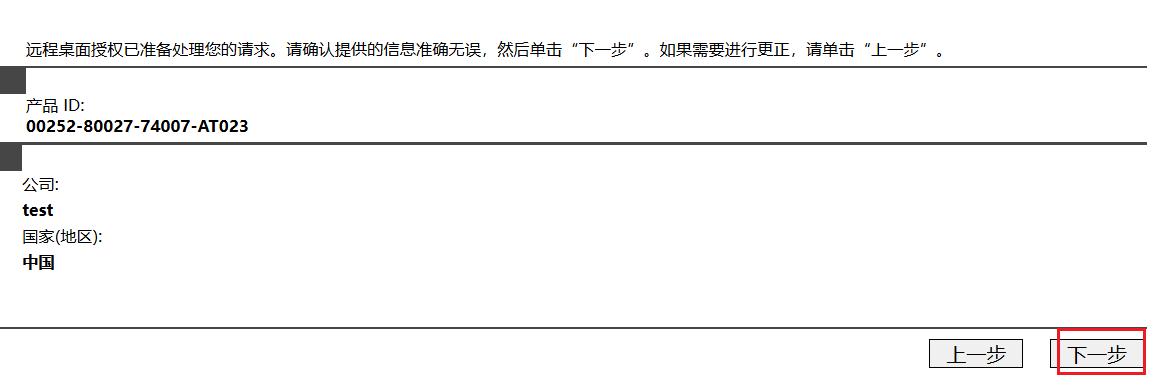 远程桌面授权已准备处理您的请求。请确认提供的信息准确无误，然后单击“下一步”。如果需要进行更正，请单击“上一步”。
产品 ID:
00252-80027-74007-AT023
公司:
test
国家(地区):
中国
上一步 下一步